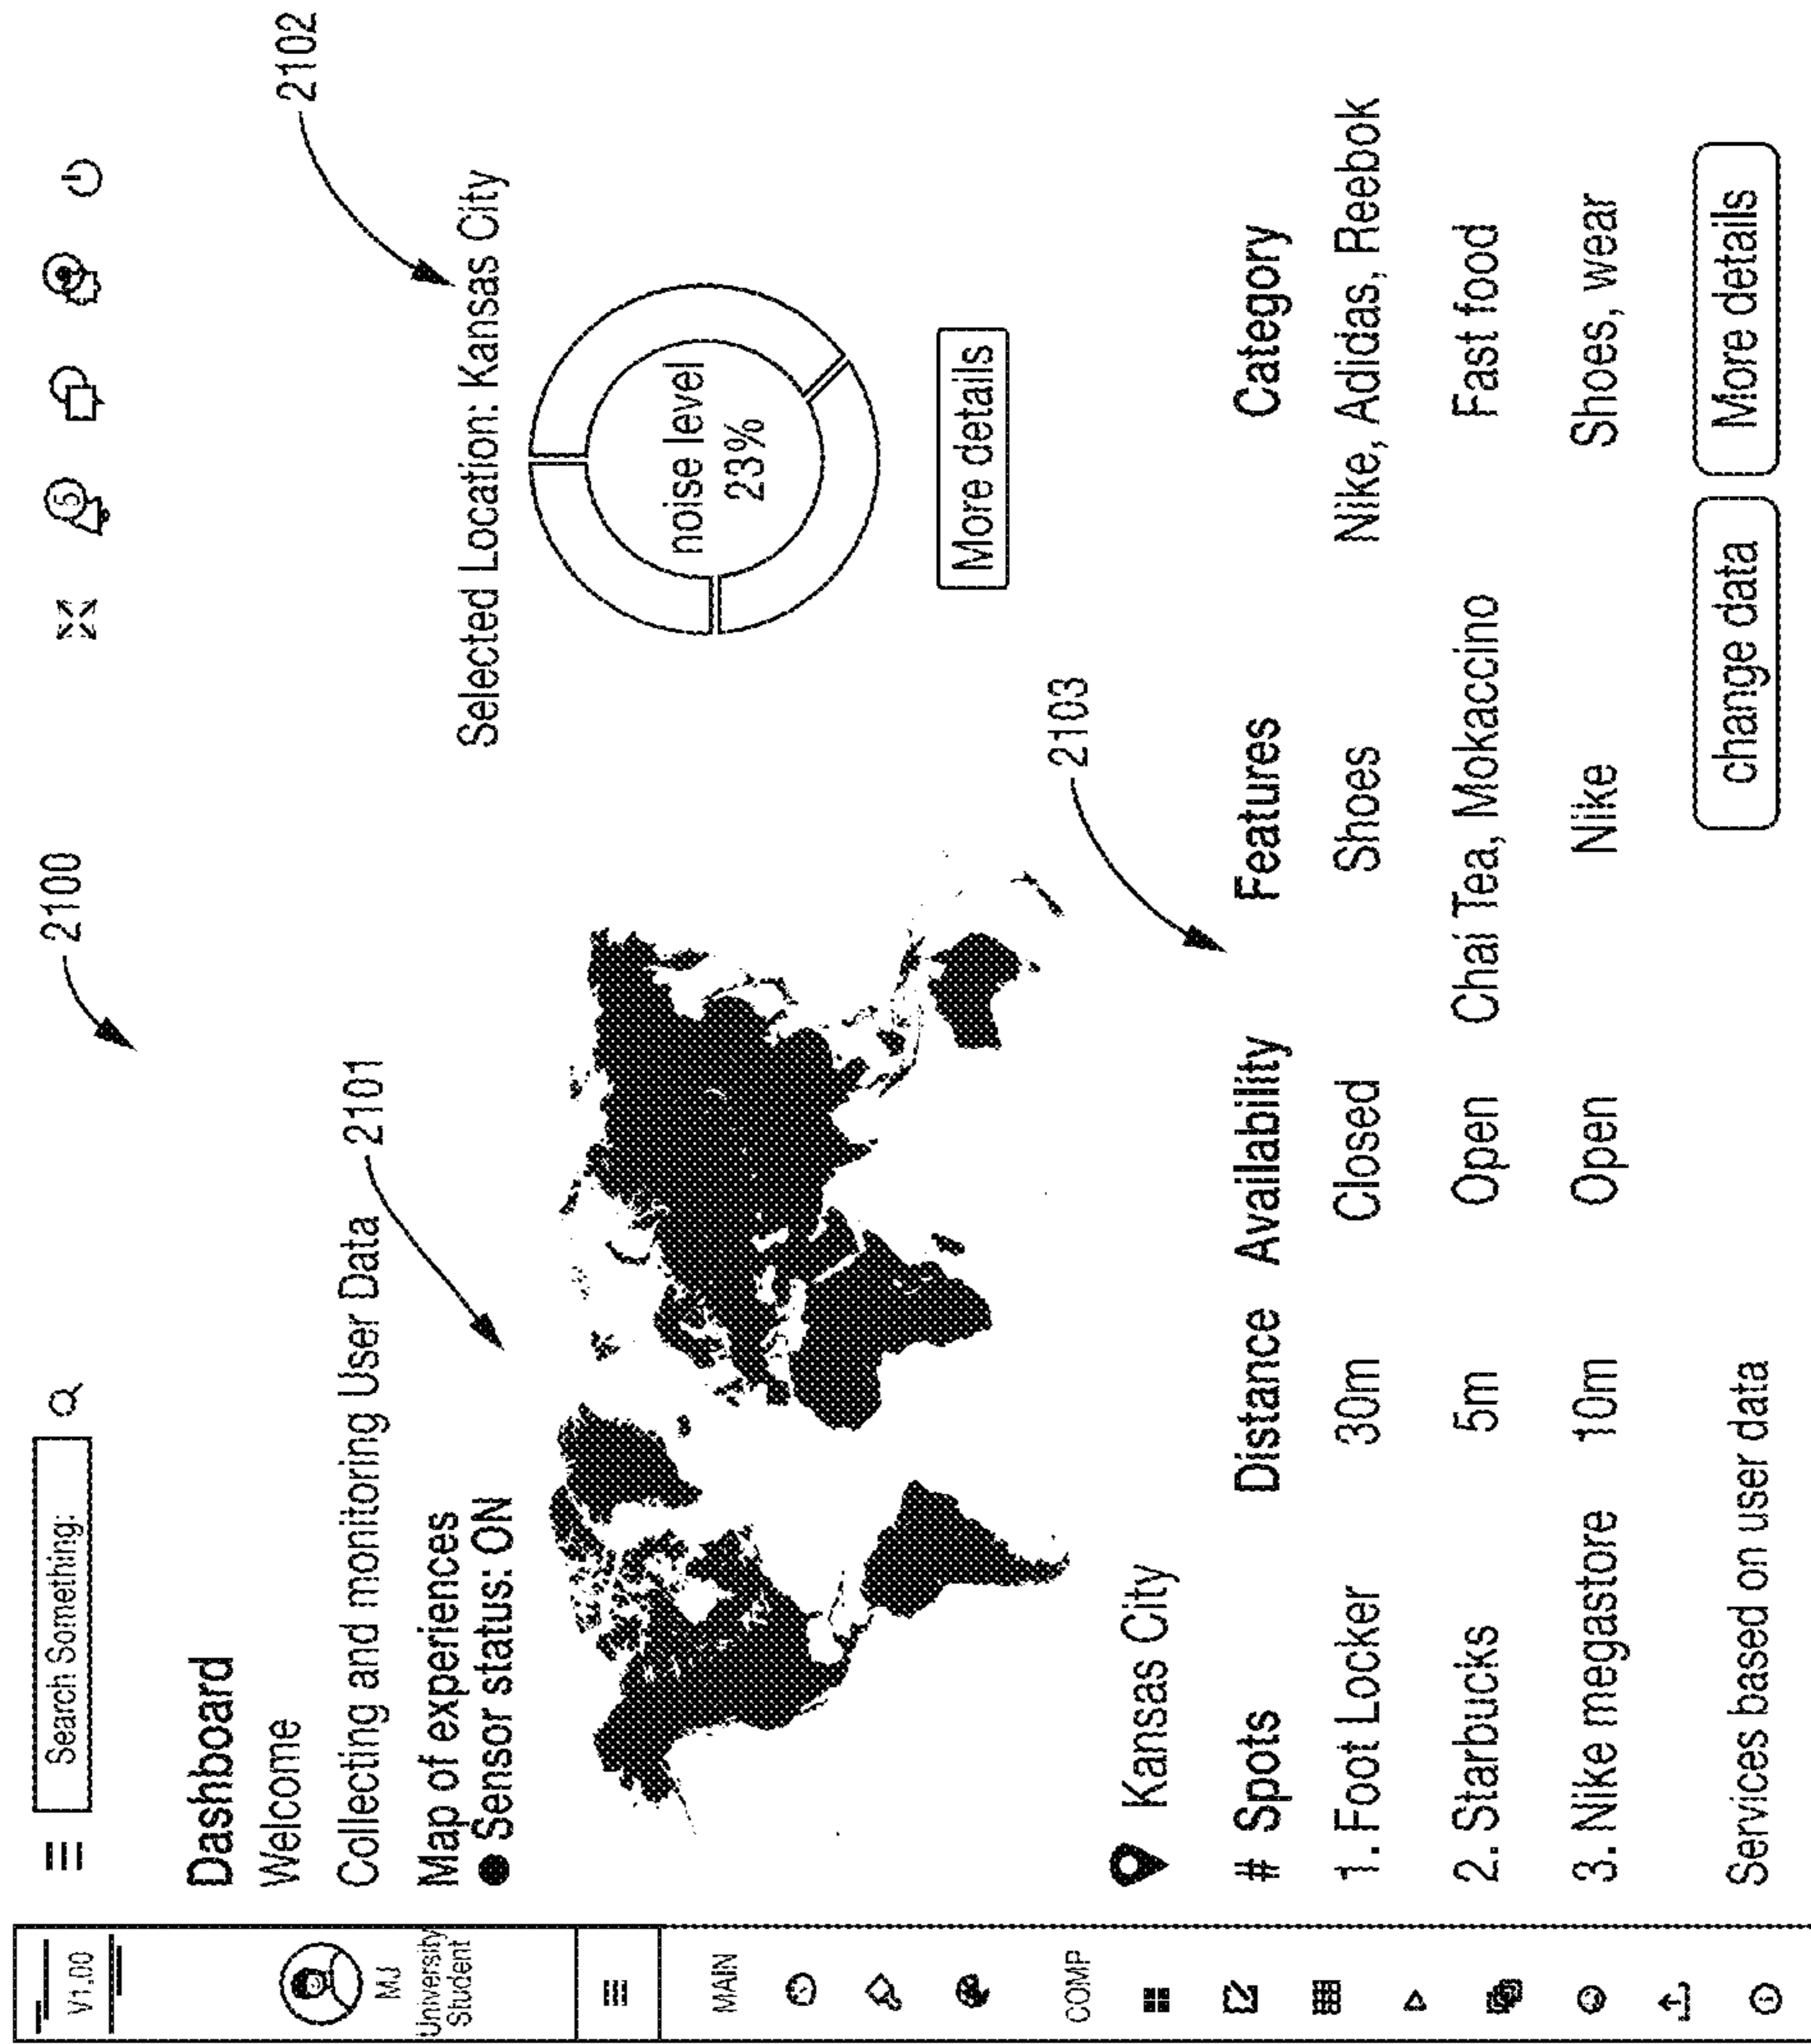 V1.00
MJ
University
Student
MAIN
COMP
Search Something:
5
2100
Dashboard
Welcome
Collecting and monitoring User Data
2101
Map of experiences
Sensor status: ON
2102
Selected Location: Kansas City
noise level
23%
More details
2103
Kansas City
# Spots Distance Availability Features Category
1. Foot Locker 30m Closed Shoes Nike, Adidas, Reebok
2. Starbucks 5m Open Chai Tea, Mokaccino Fast food
3. Nike megastore 10m Open Nike Shoes, wear
Services based on user data
change data
More details